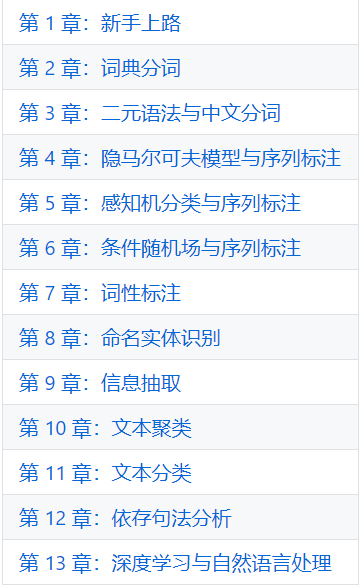 第 1 章：新手上路
第 2 章：词典分词
第 3 章：二元语法与中文分词
第 4 章：隐马尔可夫模型与序列标注
第 5 章：感知机分类与序列标注
第 6 章：条件随机场与序列标注
第 7 章：词性标注
第 8 章：命名实体识别
第 9 章：信息抽取
第 10 章：文本聚类
第 11 章：文本分类
第 12 章：依存句法分析
第 13 章：深度学习与自然语言处理